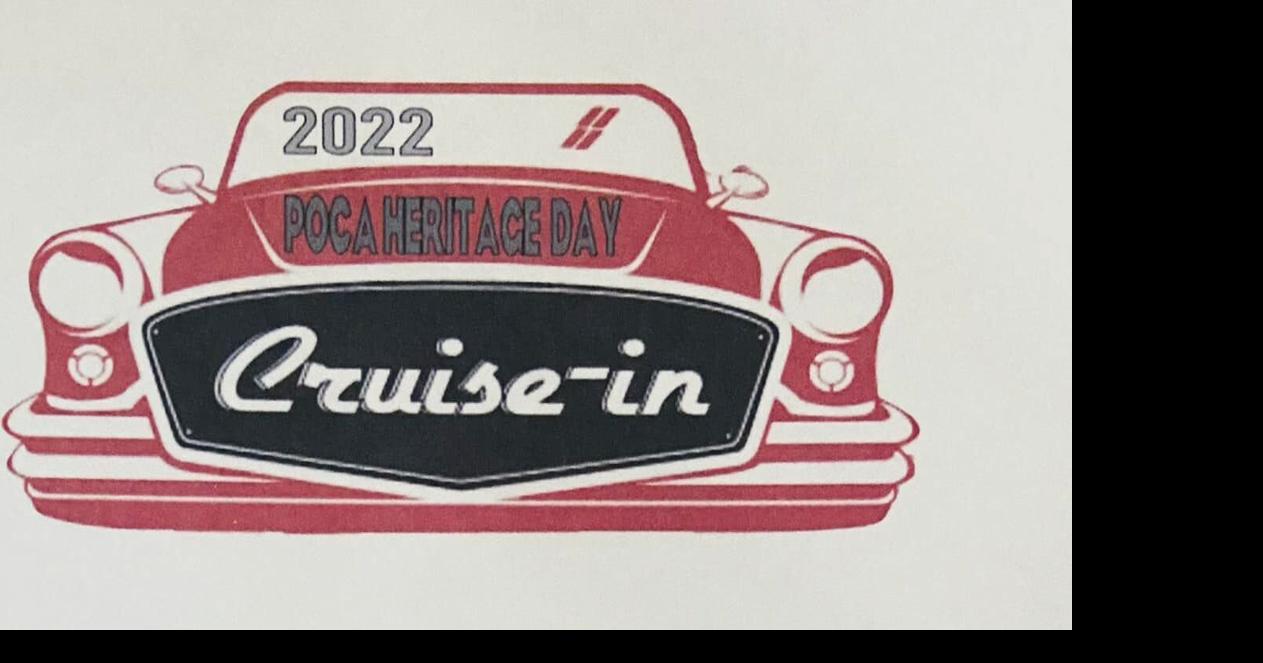 2022
POCA HERITAGE DAY
Cruise-in